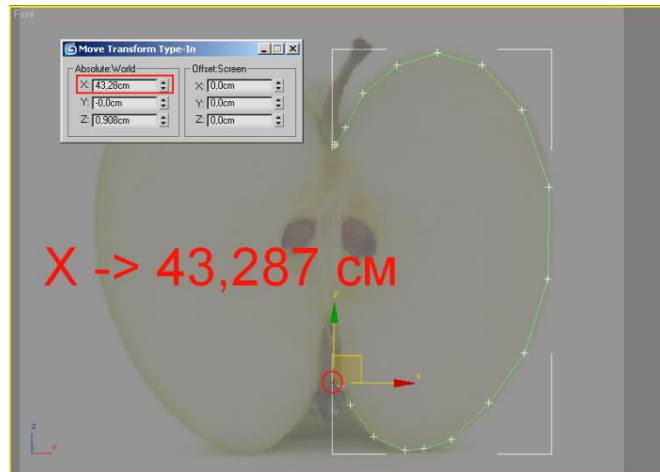 Front
Move Transform Type-In
Absolute:World
Offset:Screen
X: 43,28cm
X: 0,0cm
Y: -0,0cm
Y: 0,0cm
Z: 0,908cm
Z: 0,0cm
X -> 43,287 см
y
x
z
x